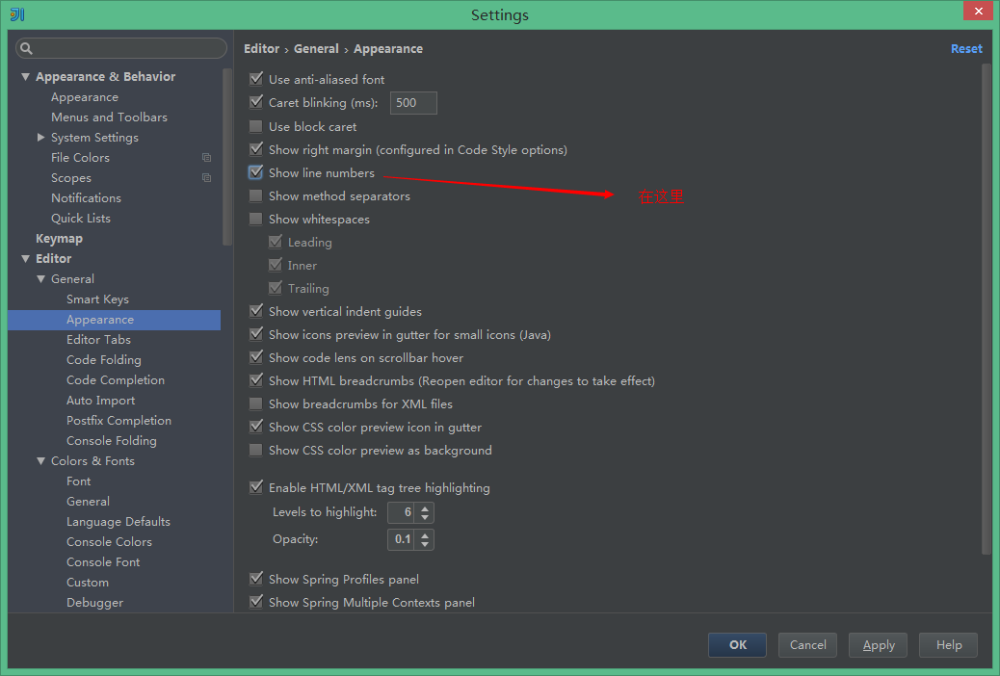 Settings
Appearance & Behavior
Appearance
Menus and Toolbars
System Settings
File Colors
Scopes
Notifications
Quick Lists
Keymap
Editor
General
Smart Keys
Appearance
Editor Tabs
Code Folding
Code Completion
Auto Import
Postfix Completion
Console Folding
Colors & Fonts
Font
General
Language Defaults
Console Colors
Console Font
Custom
Debugger
Editor › General › Appearance
Reset
Use anti-aliased font
Caret blinking (ms): 500
Use block caret
Show right margin (configured in Code Style options)
Show line numbers
在这里
Show method separators
Show whitespaces
Leading
Inner
Trailing
Show vertical indent guides
Show icons preview in gutter for small icons (Java)
Show code lens on scrollbar hover
Show HTML breadcrumbs (Reopen editor for changes to take effect)
Show breadcrumbs for XML files
Show CSS color preview icon in gutter
Show CSS color preview as background
Enable HTML/XML tag tree highlighting
Levels to highlight: 6
Opacity: 0.1
Show Spring Profiles panel
Show Spring Multiple Contexts panel
OK
Cancel
Apply
Help